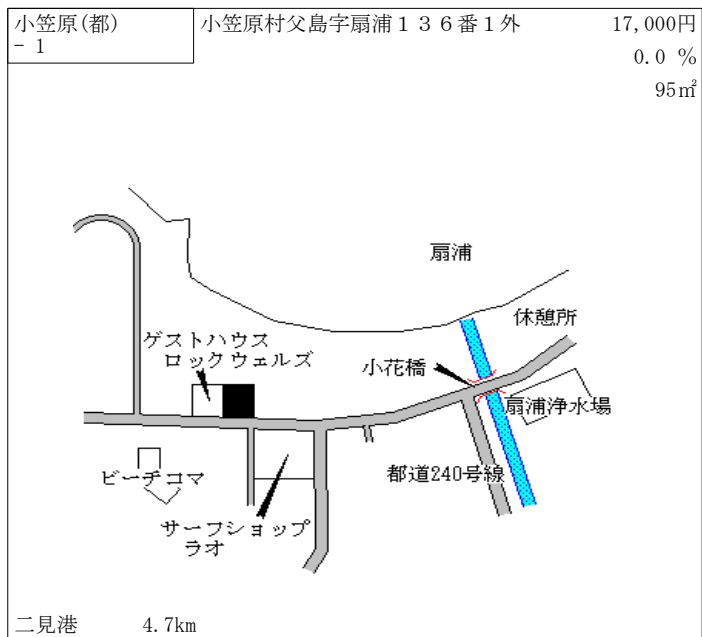 小笠原(都) 小笠原村父島字扇浦１３６番１外 17,000円
－１ 0.0 %
95㎡
扇浦
休憩所
ゲストハウス
ロックウェルズ
小花橋
扇浦浄水場
都道240号線
ビーチコマ
サーフショップ
ラオ
二見港 4.7km